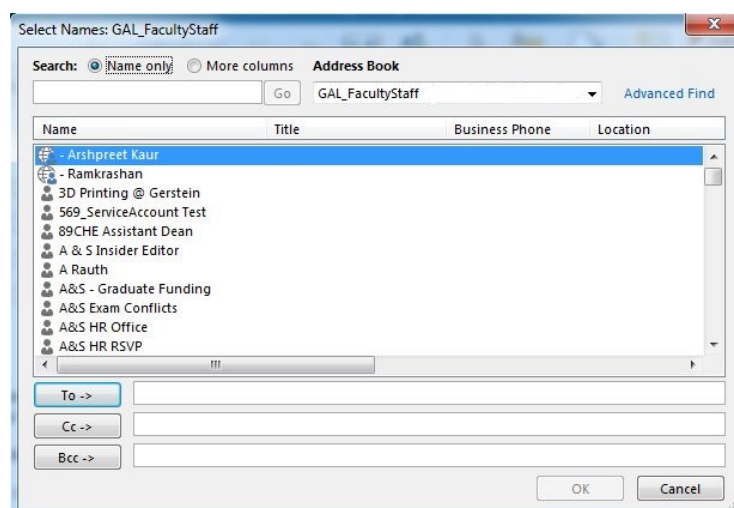 Select Names: GAL_FacultyStaff
Search: Name only More columns Address Book
Go GAL_FacultyStaff Advanced Find
Name Title Business Phone Location
- Arshpreet Kaur
- Ramkrashan
3D Printing @ Gerstein
569_ServiceAccount Test
89CHE Assistant Dean
A & S Insider Editor
A Rauth
A&S - Graduate Funding
A&S Exam Conflicts
A&S HR Office
A&S HR RSVP
To ->
Cc ->
Bcc ->
OK Cancel